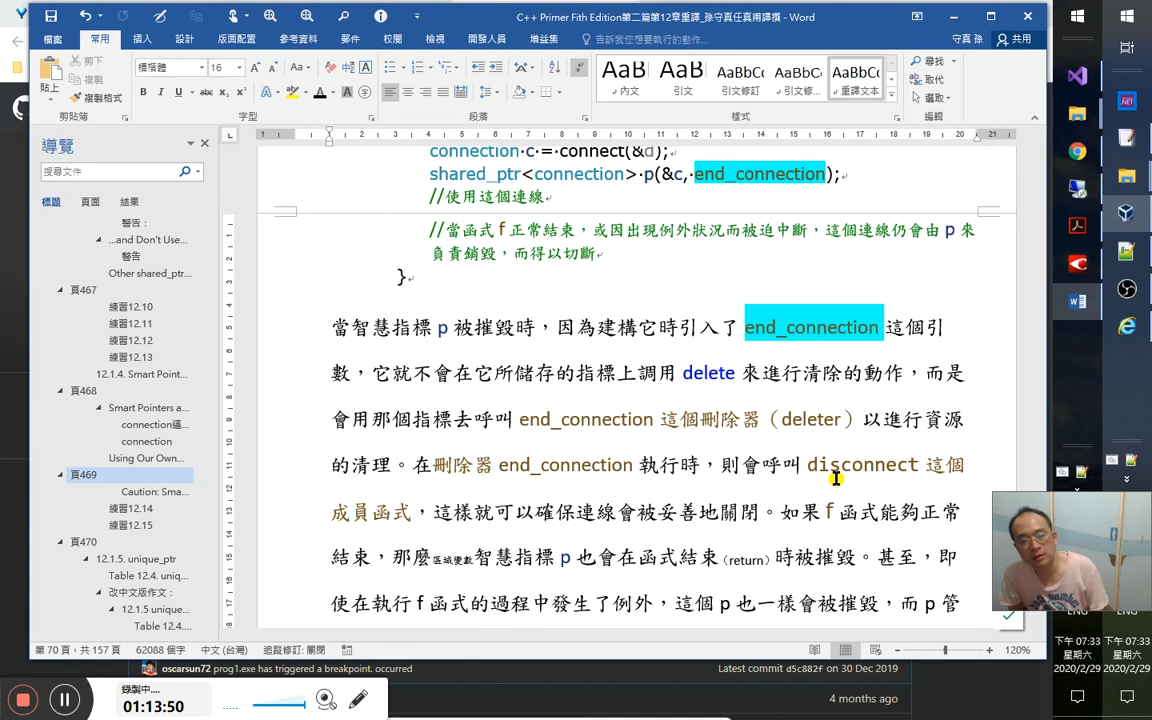 C++ Primer Fith Edition第二篇第12章重譯_孫守真任真甫譯撰 - Word
檔案 常用 插入 設計 版面配置 參考資料 郵件 校閱 檢視 開發人員 增益集 告訴我您想要執行的動作... 守真 孫 共用
貼上 剪下 複製 複製格式
標楷體 16
B I U abc x₂ x²
AaBbC AaBbC AaBbCc AaBbCc AaBbCc
內文 引文 引文修訂 引文修... 重譯文本
尋找 取代 選取
剪貼簿 字型 段落 樣式 編輯
導覽
搜尋文件
標題 頁面 結果
警告：
...and Don't Use...
警告
Other shared_ptr...
頁467
練習12.10
練習12.11
練習12.12
練習12.13
12.1.4. Smart Point...
頁468
Smart Pointers a...
connection運...
connection
Using Our Own...
頁469
Caution: Sma...
練習12.14
練習12.15
頁470
12.1.5. unique_ptr
Table 12.4. uniq...
改中文版作文：
12.1.5 unique...
Table 12.4....
connection c = connect(&d);
shared_ptr<connection> p(&c, end_connection);
//使用這個連線
//當函式 f 正常結束，或因出現例外狀況而被迫中斷，這個連線仍會由 p 來
負責銷毀，而得以切斷
}
當智慧指標 p 被摧毀時，因為建構它時引入了 end_connection 這個引
數，它就不會在它所儲存的指標上調用 delete 來進行清除的動作，而是
會用那個指標去呼叫 end_connection 這個刪除器（deleter）以進行資源
的清理。在刪除器 end_connection 執行時，則會呼叫 disconnect 這個
成員函式，這樣就可以確保連線會被妥善地關閉。如果 f 函式能夠正常
結束，那麼區域變數智慧指標 p 也會在函式結束（return）時被摧毀。甚至，即
使在執行 f 函式的過程中發生了例外，這個 p 也一樣會被摧毀，而 p 管
第 70 頁，共 157 頁 62088 個字 中文 (台灣) 追蹤修訂: 關閉 120%
oscarsun72 prog1.exe has triggered a breakpoint. occurred Latest commit d5c882f on 30 Dec 2019
4 months ago
錄製中...
01:13:50
下午 07:33
星期六
2020/2/29
下午 07:33
星期六
2020/2/29